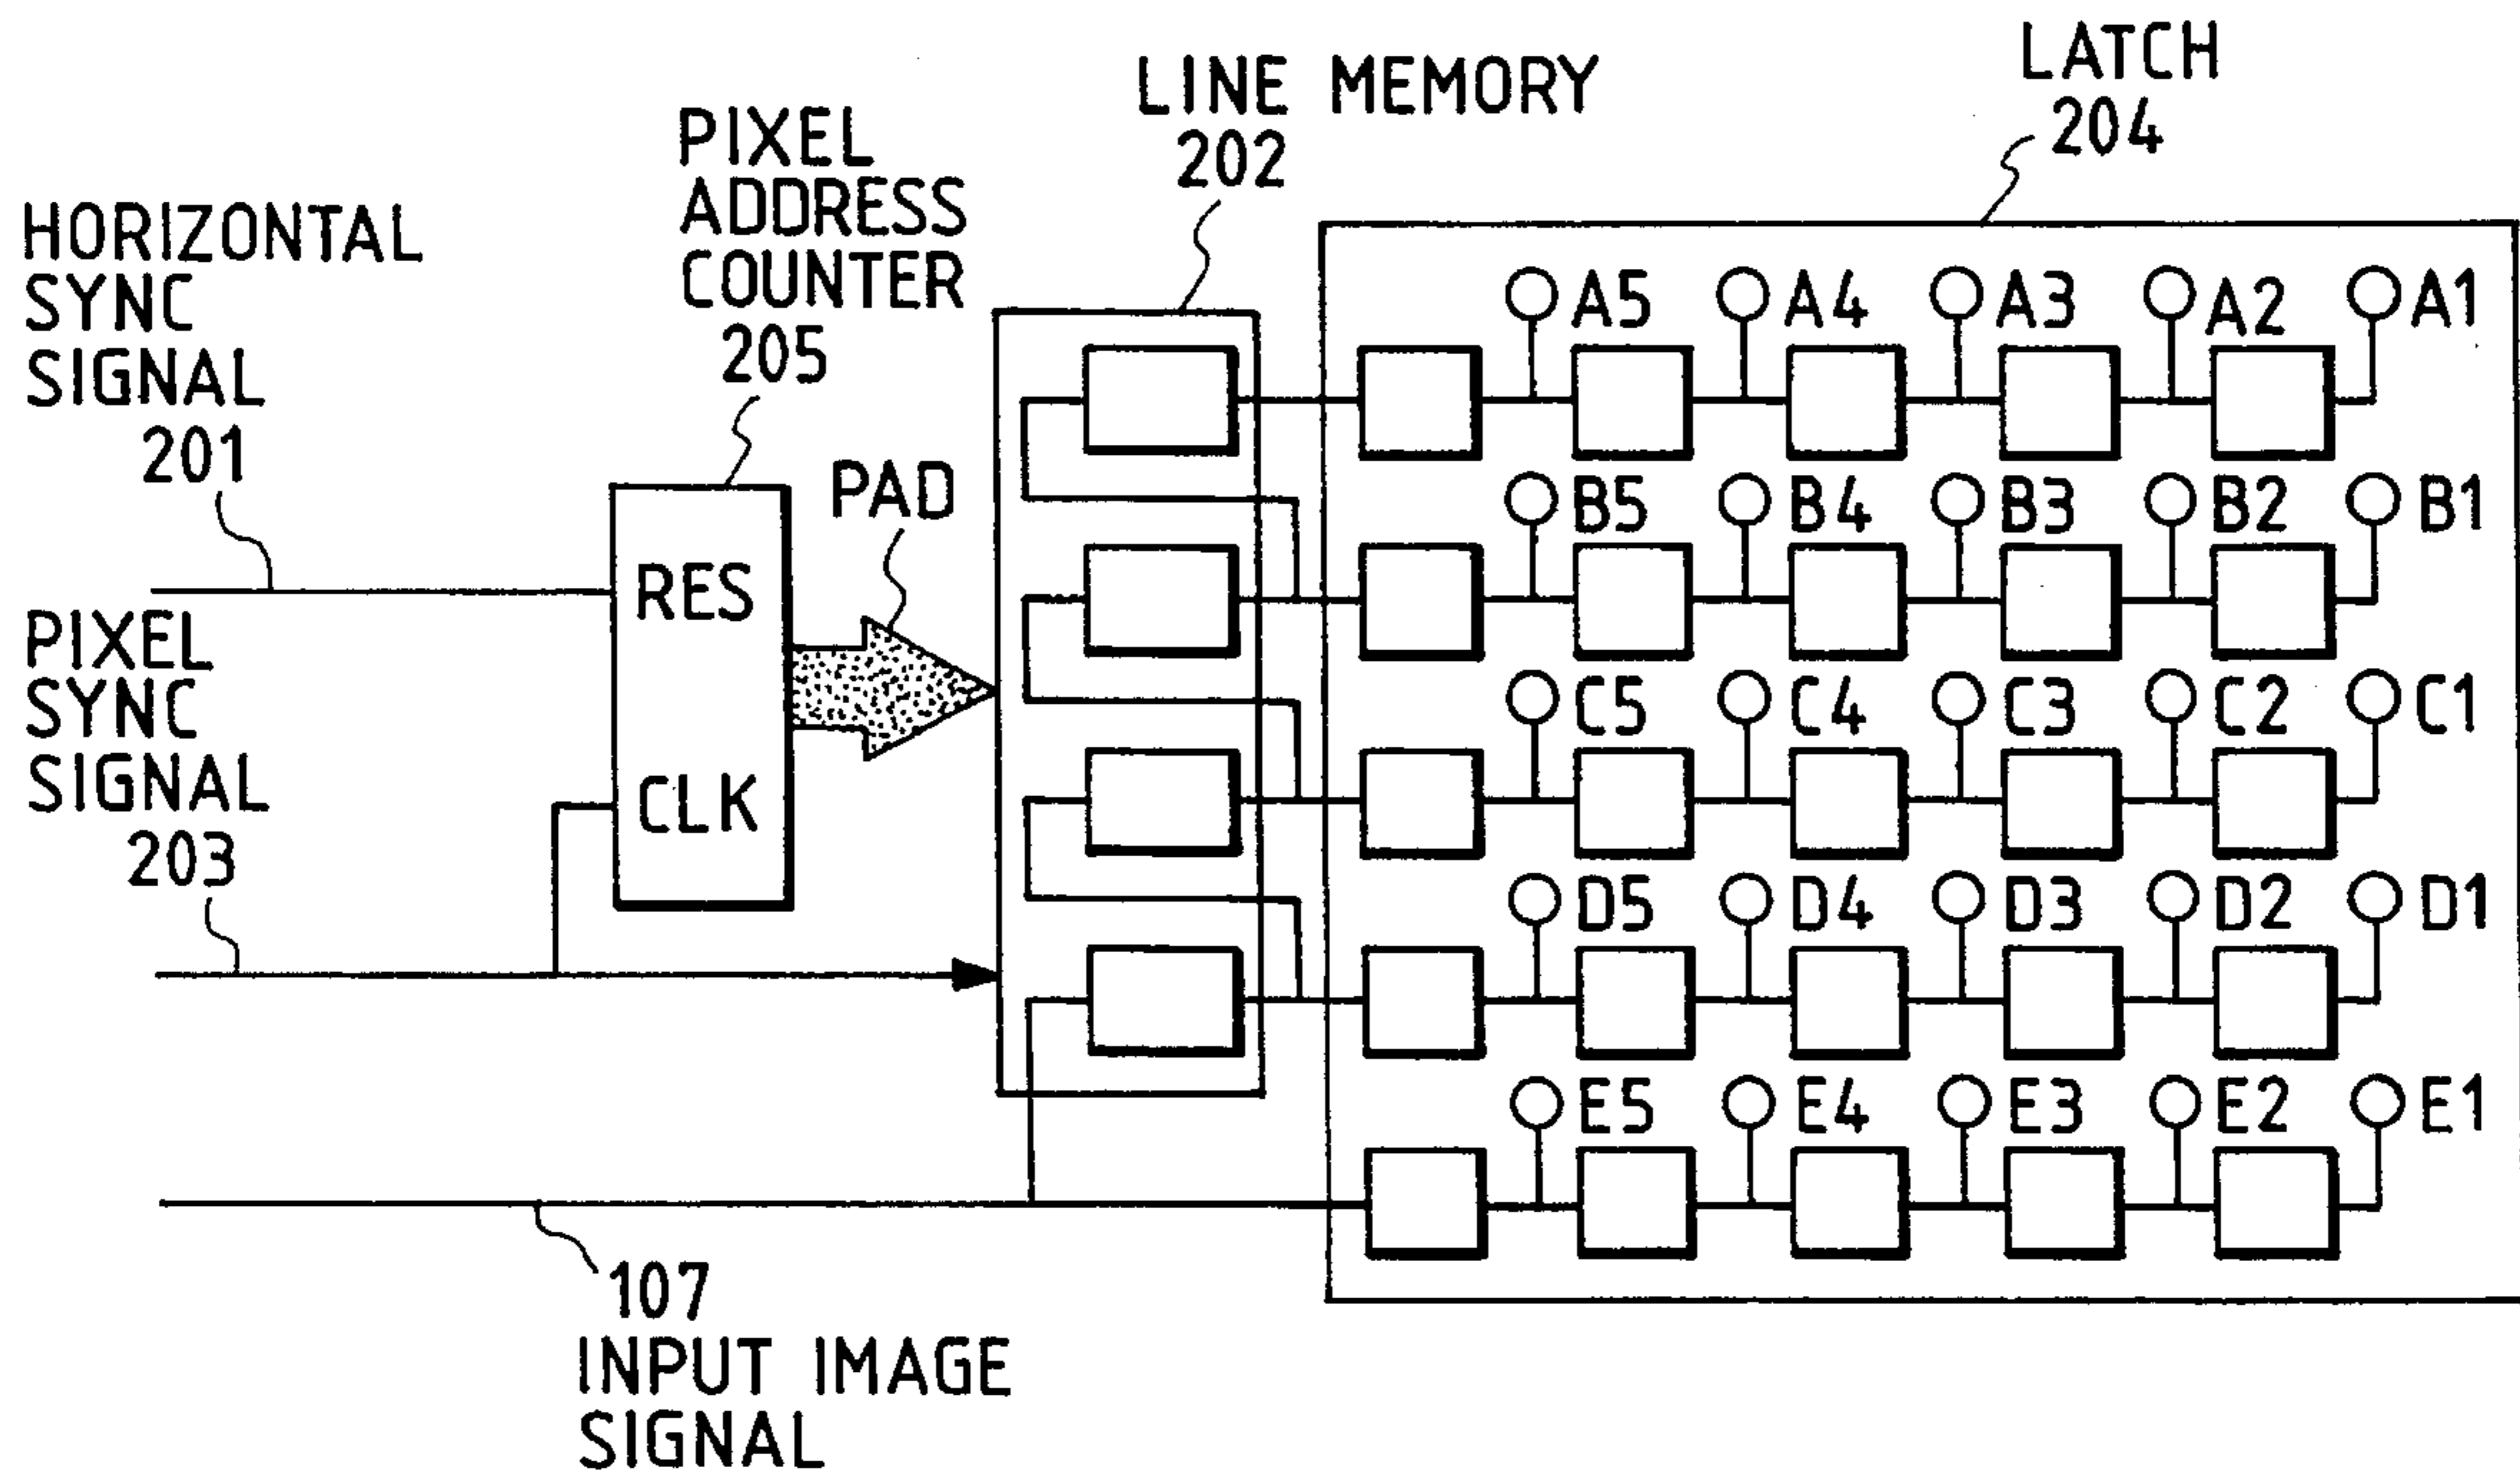 LATCH
204
LINE MEMORY
202
PIXEL
ADDRESS
COUNTER
205
HORIZONTAL
SYNC
SIGNAL
201
PAD
RES
CLK
PIXEL
SYNC
SIGNAL
203
A5 A4 A3 A2 A1
B5 B4 B3 B2 B1
C5 C4 C3 C2 C1
D5 D4 D3 D2 D1
E5 E4 E3 E2 E1
107
INPUT IMAGE
SIGNAL